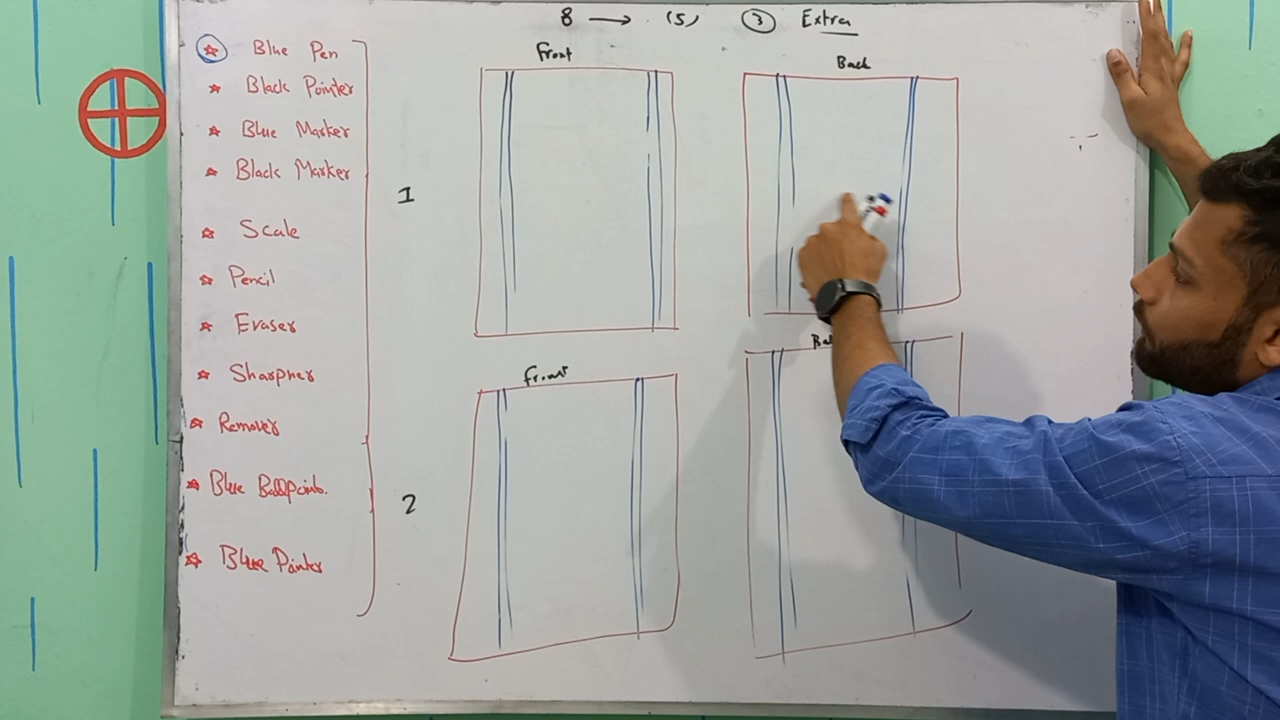 8 → (5) ③ Extra
☆ Blue Pen
☆ Black Pointer
☆ Blue Marker
☆ Black Marker
☆ Scale
☆ Pencil
☆ Eraser
☆ Sharpner
☆ Remover
☆ Blue Ballpoint.
☆ Blue Pointer
1
Front
Back
2
Front